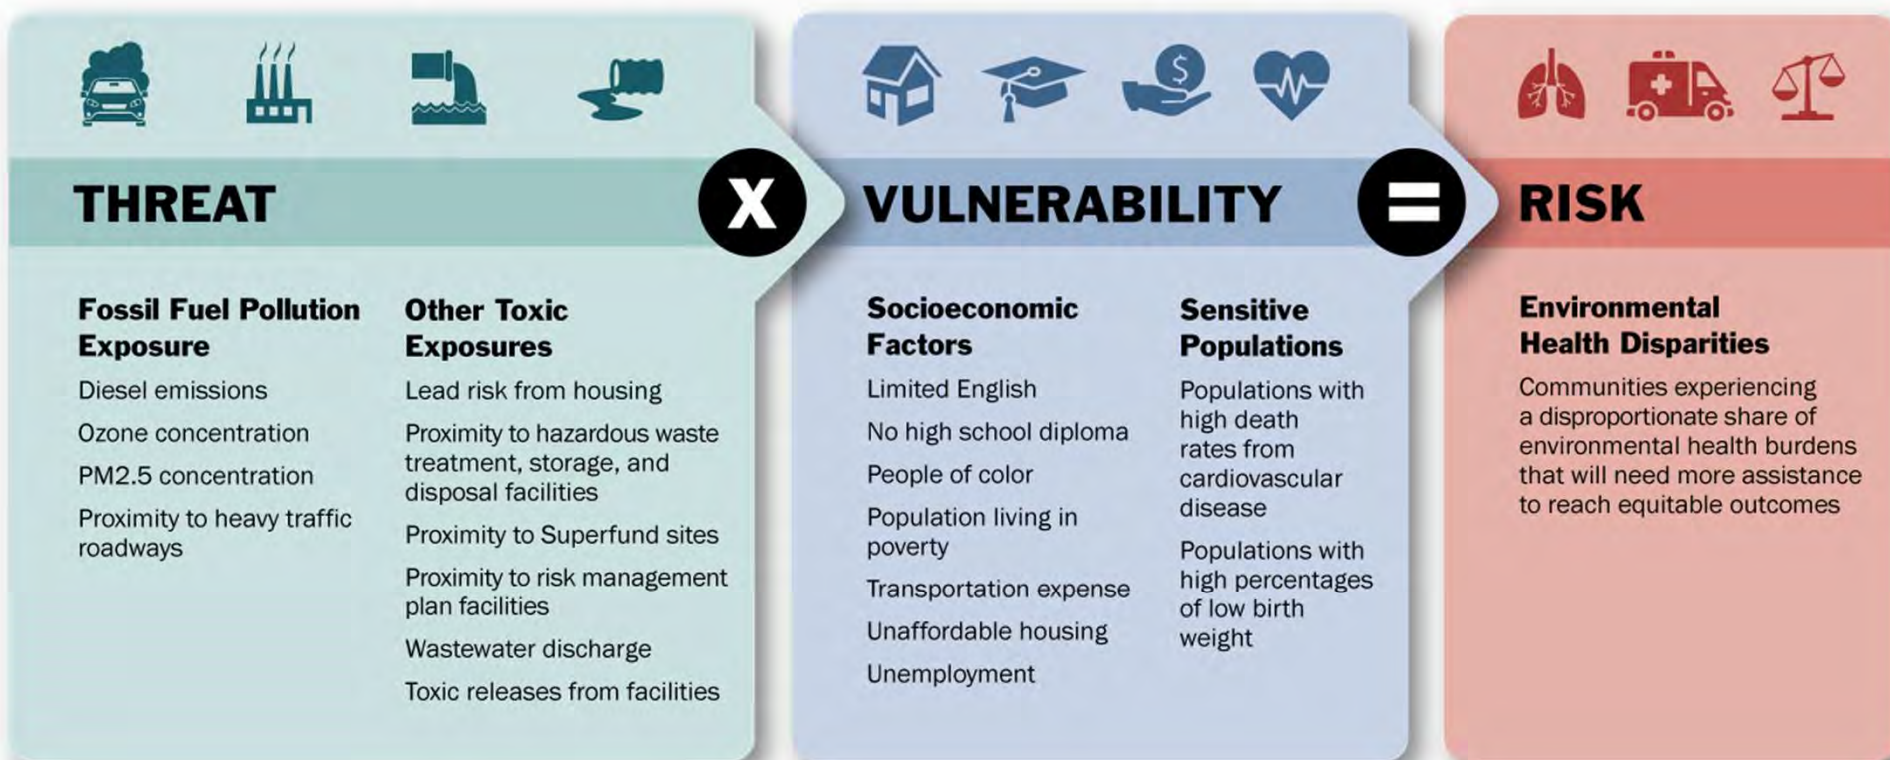 THREAT
X
VULNERABILITY
=
RISK
Fossil Fuel Pollution
Exposure
Diesel emissions
Ozone concentration
PM2.5 concentration
Proximity to heavy traffic
roadways
Other Toxic
Exposures
Lead risk from housing
Proximity to hazardous waste
treatment, storage, and
disposal facilities
Proximity to Superfund sites
Proximity to risk management
plan facilities
Wastewater discharge
Toxic releases from facilities
$
Socioeconomic
Factors
Limited English
No high school diploma
People of color
Population living in
poverty
Transportation expense
Unaffordable housing
Unemployment
Sensitive
Populations
Populations with
high death
rates from
cardiovascular
disease
Populations with
high percentages
of low birth
weight
Environmental
Health Disparities
Communities experiencing
a disproportionate share of
environmental health burdens
that will need more assistance
to reach equitable outcomes